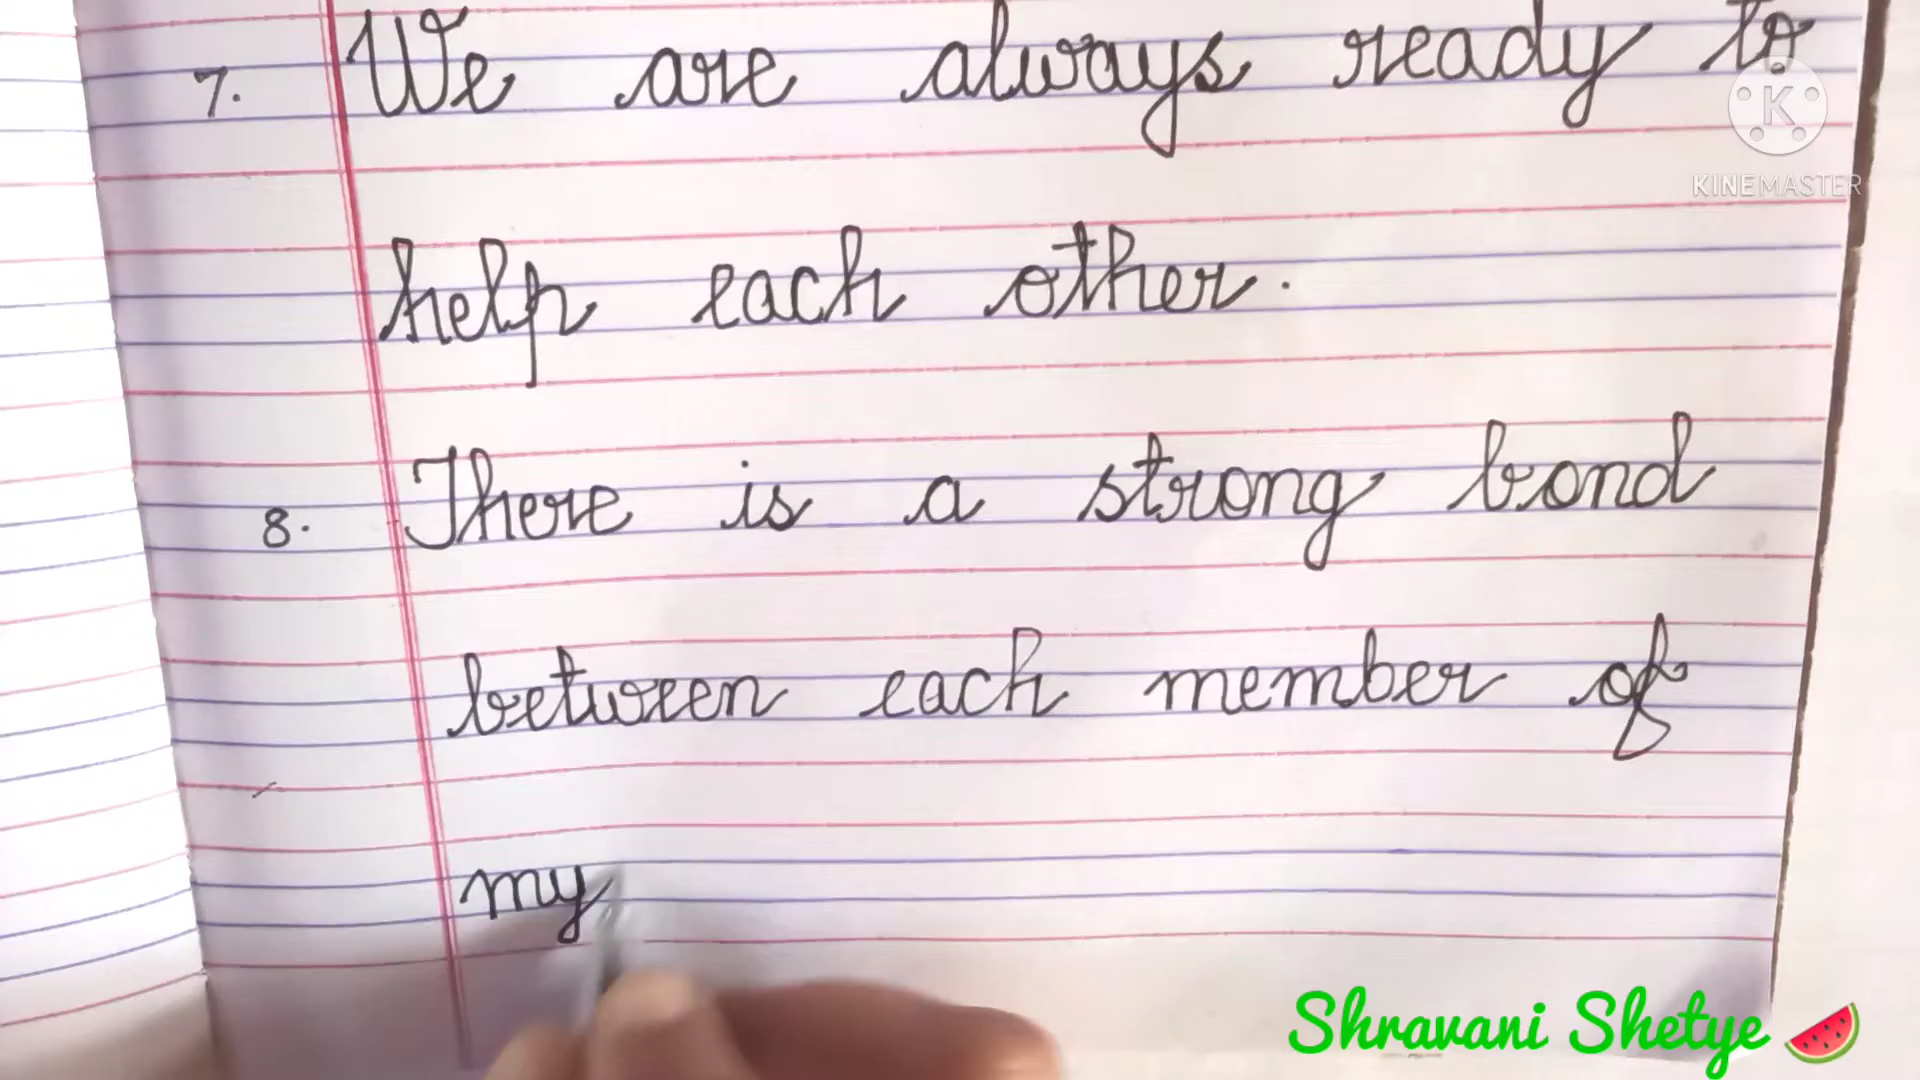 7. We are always ready to
KINEMASTER
help each other.
8. There is a strong bond
between each member of
my
Shravani Shetye